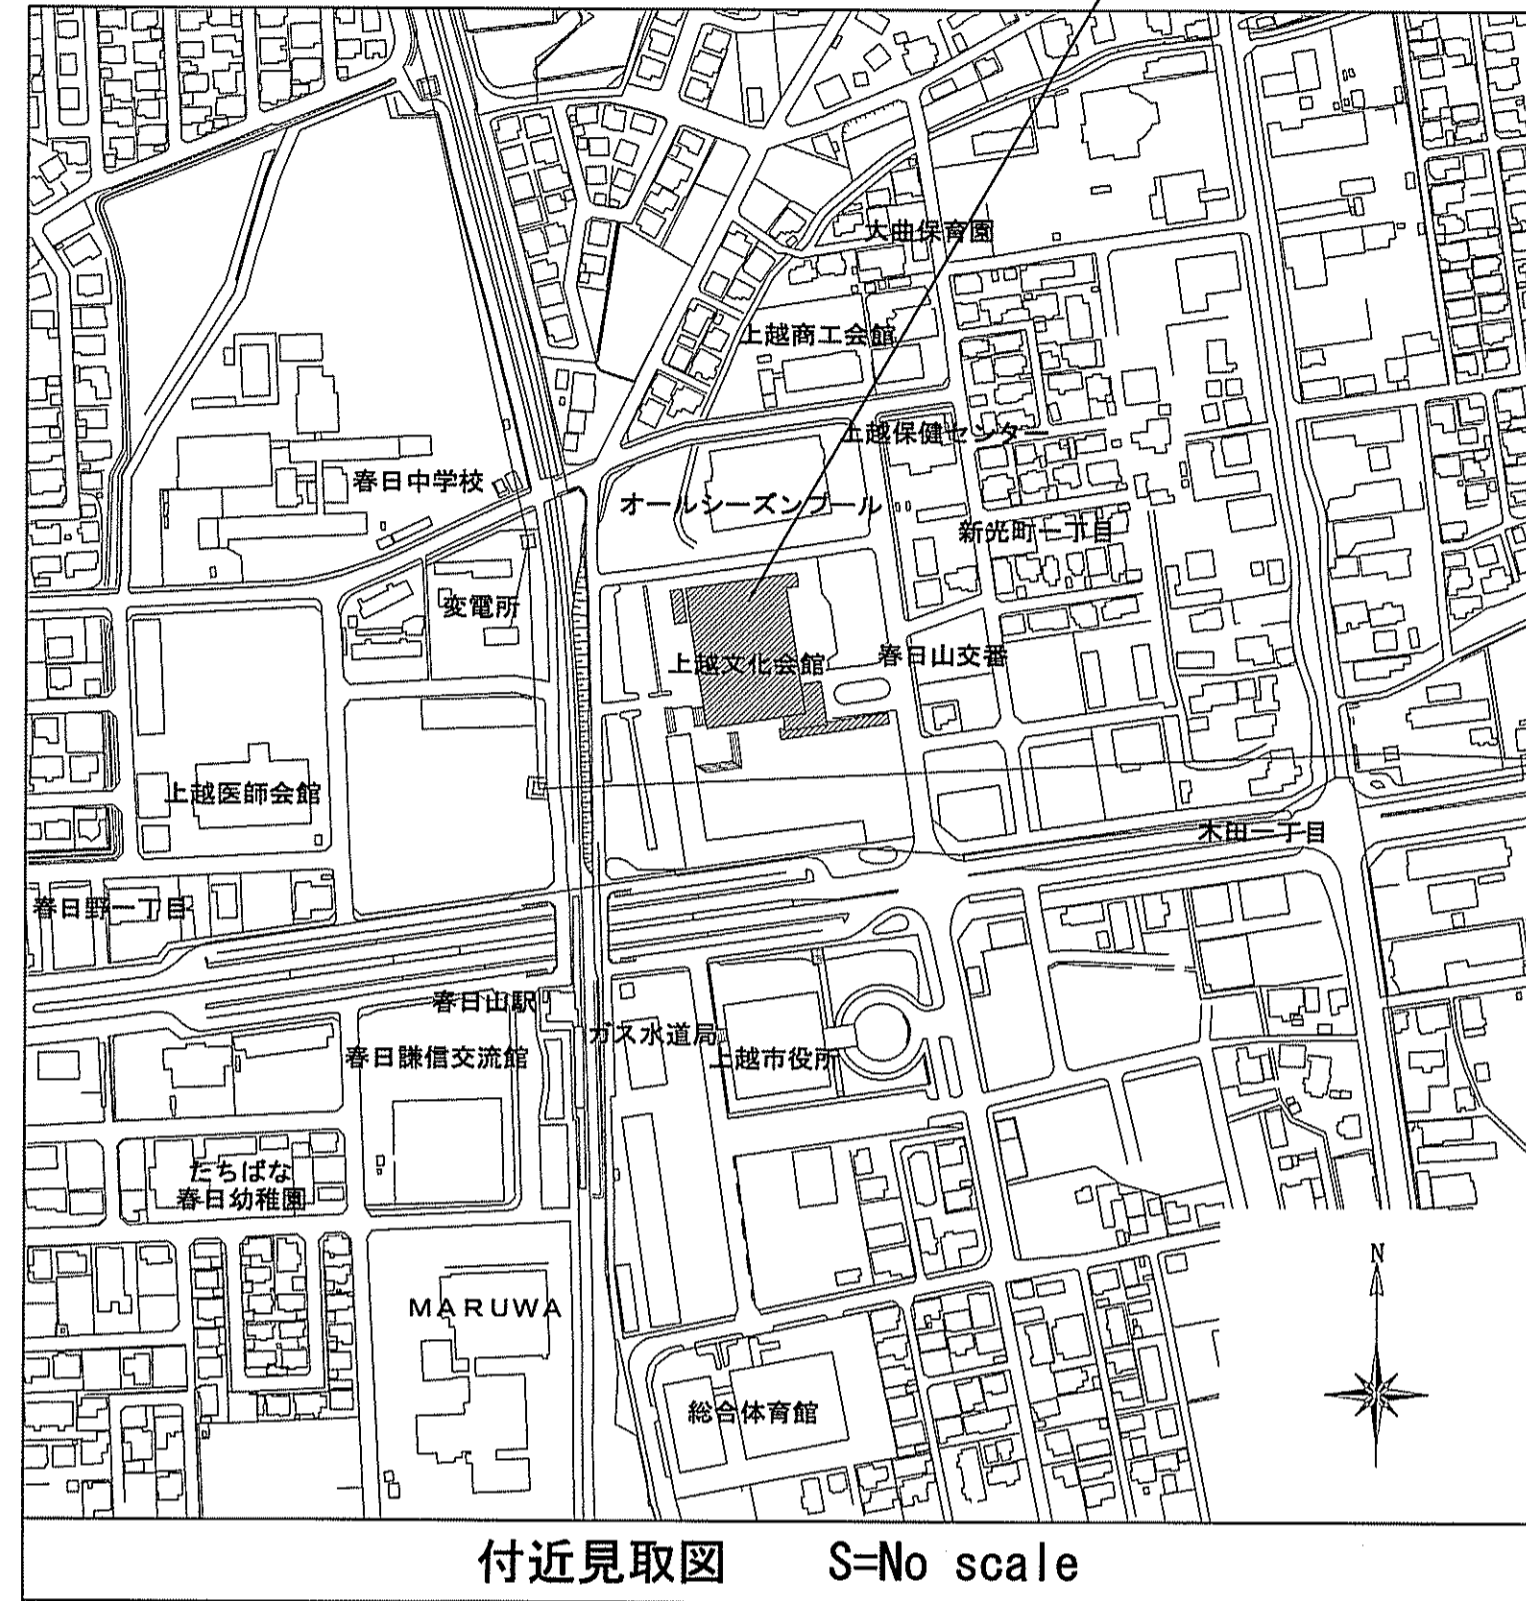 大曲保育園
上越商工会館
上越保健センター
春日中学校
オールシーズンプール
新光町一丁目
変電所
上越文化会館
春日山交番
上越医師会館
木田一丁目
春日野一丁目
春日山駅
ガス水道局
春日謙信交流館
上越市役所
たちばな
春日幼稚園
N
MARUWA
総合体育館
付近見取図 S=No scale